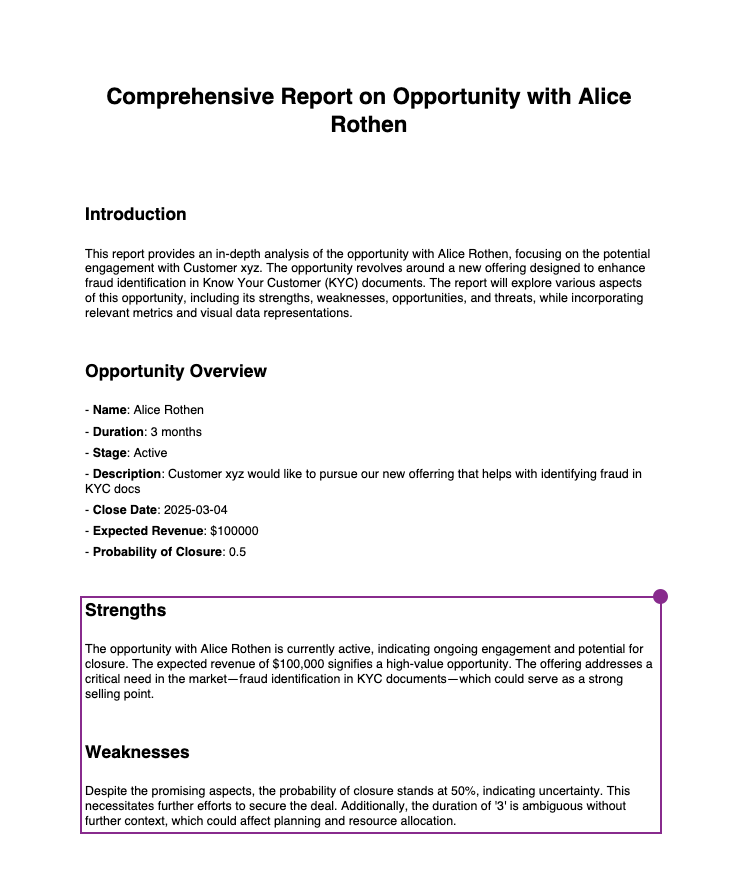 Comprehensive Report on Opportunity with Alice
Rothen
Introduction
This report provides an in-depth analysis of the opportunity with Alice Rothen, focusing on the potential
engagement with Customer xyz. The opportunity revolves around a new offering designed to enhance
fraud identification in Know Your Customer (KYC) documents. The report will explore various aspects
of this opportunity, including its strengths, weaknesses, opportunities, and threats, while incorporating
relevant metrics and visual data representations.
Opportunity Overview
- Name: Alice Rothen
- Duration: 3 months
- Stage: Active
- Description: Customer xyz would like to pursue our new offerring that helps with identifying fraud in
KYC docs
- Close Date: 2025-03-04
- Expected Revenue: $100000
- Probability of Closure: 0.5
Strengths
The opportunity with Alice Rothen is currently active, indicating ongoing engagement and potential for
closure. The expected revenue of $100,000 signifies a high-value opportunity. The offering addresses a
critical need in the market—fraud identification in KYC documents—which could serve as a strong
selling point.
Weaknesses
Despite the promising aspects, the probability of closure stands at 50%, indicating uncertainty. This
necessitates further efforts to secure the deal. Additionally, the duration of '3' is ambiguous without
further context, which could affect planning and resource allocation.